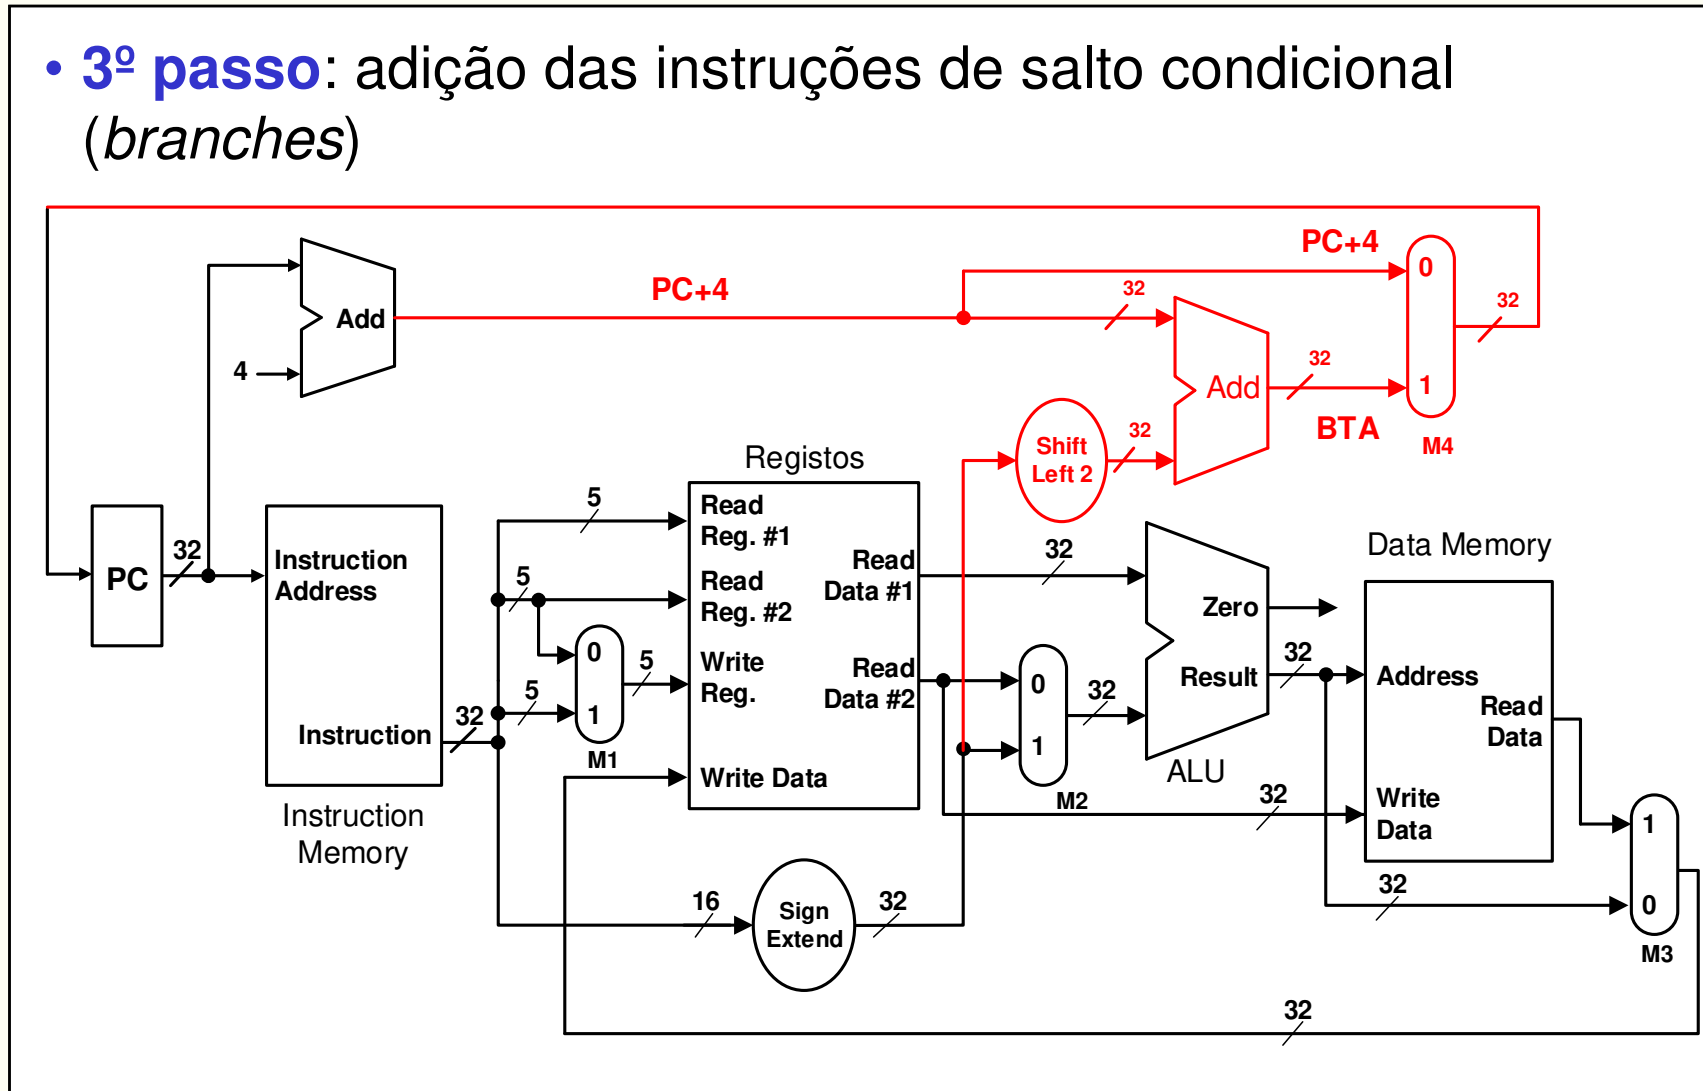 • 3º passo: adição das instruções de salto condicional
(branches)
PC+4
PC+4
0
1
M4
32
32
32
32
Add
4
Add
BTA
Shift
Left 2
Registos
PC
32
Instruction
Address
Instruction
32
Instruction
Memory
5
5
5
5
0
1
M1
Read
Reg. #1
Read
Reg. #2
Write
Reg.
Write Data
Read
Data #1
Read
Data #2
16
Sign
Extend
32
0
1
M2
32
32
Zero
Result
ALU
32
32
Data Memory
Address
Read
Data
Write
Data
32
1
0
M3
32